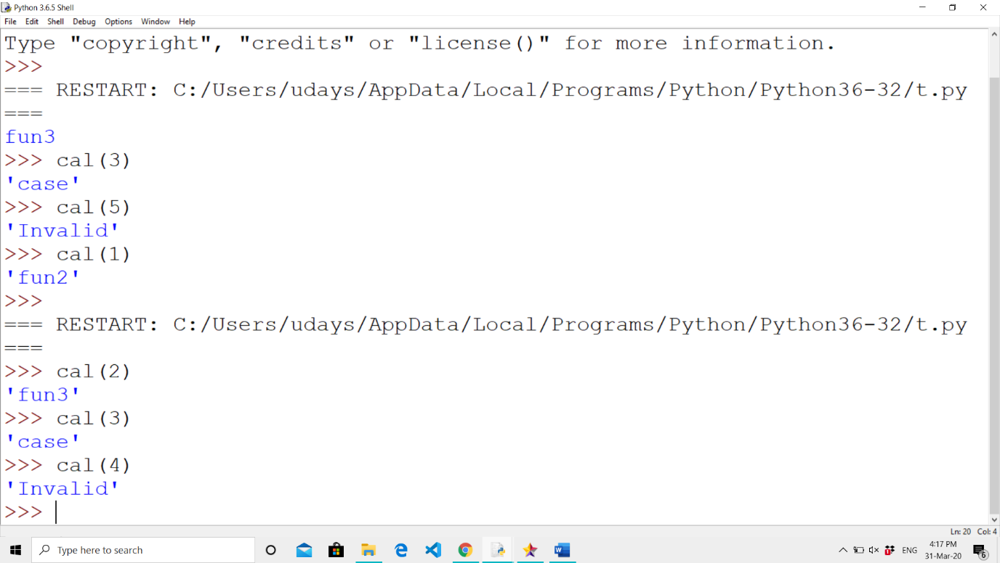 Python 3.6.5 Shell
File Edit Shell Debug Options Window Help
Type "copyright", "credits" or "license()" for more information.
>>>
=== RESTART: C:/Users/udays/AppData/Local/Programs/Python/Python36-32/t.py
===
fun3
>>> cal(3)
'case'
>>> cal(5)
'Invalid'
>>> cal(1)
'fun2'
>>>
=== RESTART: C:/Users/udays/AppData/Local/Programs/Python/Python36-32/t.py
===
>>> cal(2)
'fun3'
>>> cal(3)
'case'
>>> cal(4)
'Invalid'
>>>
Ln: 20 Col: 4
Type here to search
ENG
4:17 PM
31-Mar-20
6